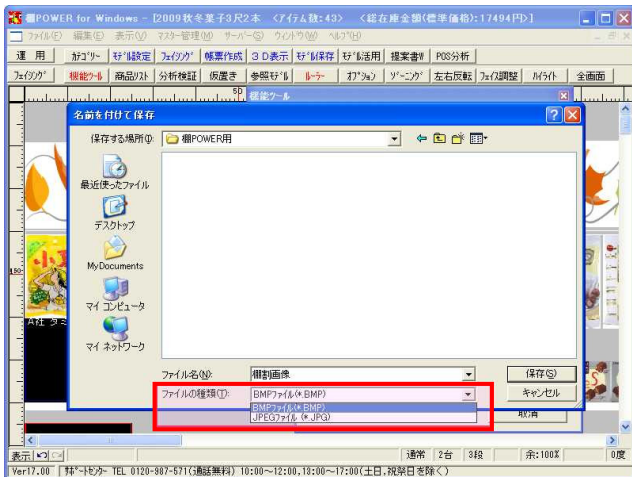 棚POWER for Windows - [2009秋冬菓子3尺2本 <アイテム数:43> <総在庫金額(標準価格):17494円>]
ファイル(F) 編集(E) 表示(V) マスター管理(M) サーバー(S) ウィンドウ(W) ヘルプ(H)
運 用 カテゴリー モデル設定 フェイシング 帳票作成 3D表示 モデル保存 モデル活用 提案書W POS分析
フェイシング 機能ツール 商品リスト 分析検証 仮置き 参照モデル ルーラー オプション ゾーニング 左右反転 フェイス調整 ハイライト 全画面
50 機能ツール
名前を付けて保存
保存する場所(I): 棚POWER用
最近使ったファイル
デスクトップ
My Documents
マイ コンピュータ
マイ ネットワーク
150
A社
ファイル名(N): 棚割画像 保存(S)
ファイルの種類(T): BMPファイル(*.BMP) キャンセル
BMPファイル(*.BMP)
JPEGファイル (*.JPG)
取消
表示 通常 2台 3段 余:100% 0度
Ver17.00 サポートセンター TEL 0120-987-571(通話無料) 10:00~12:00,13:00~17:00(土日,祝祭日を除く)